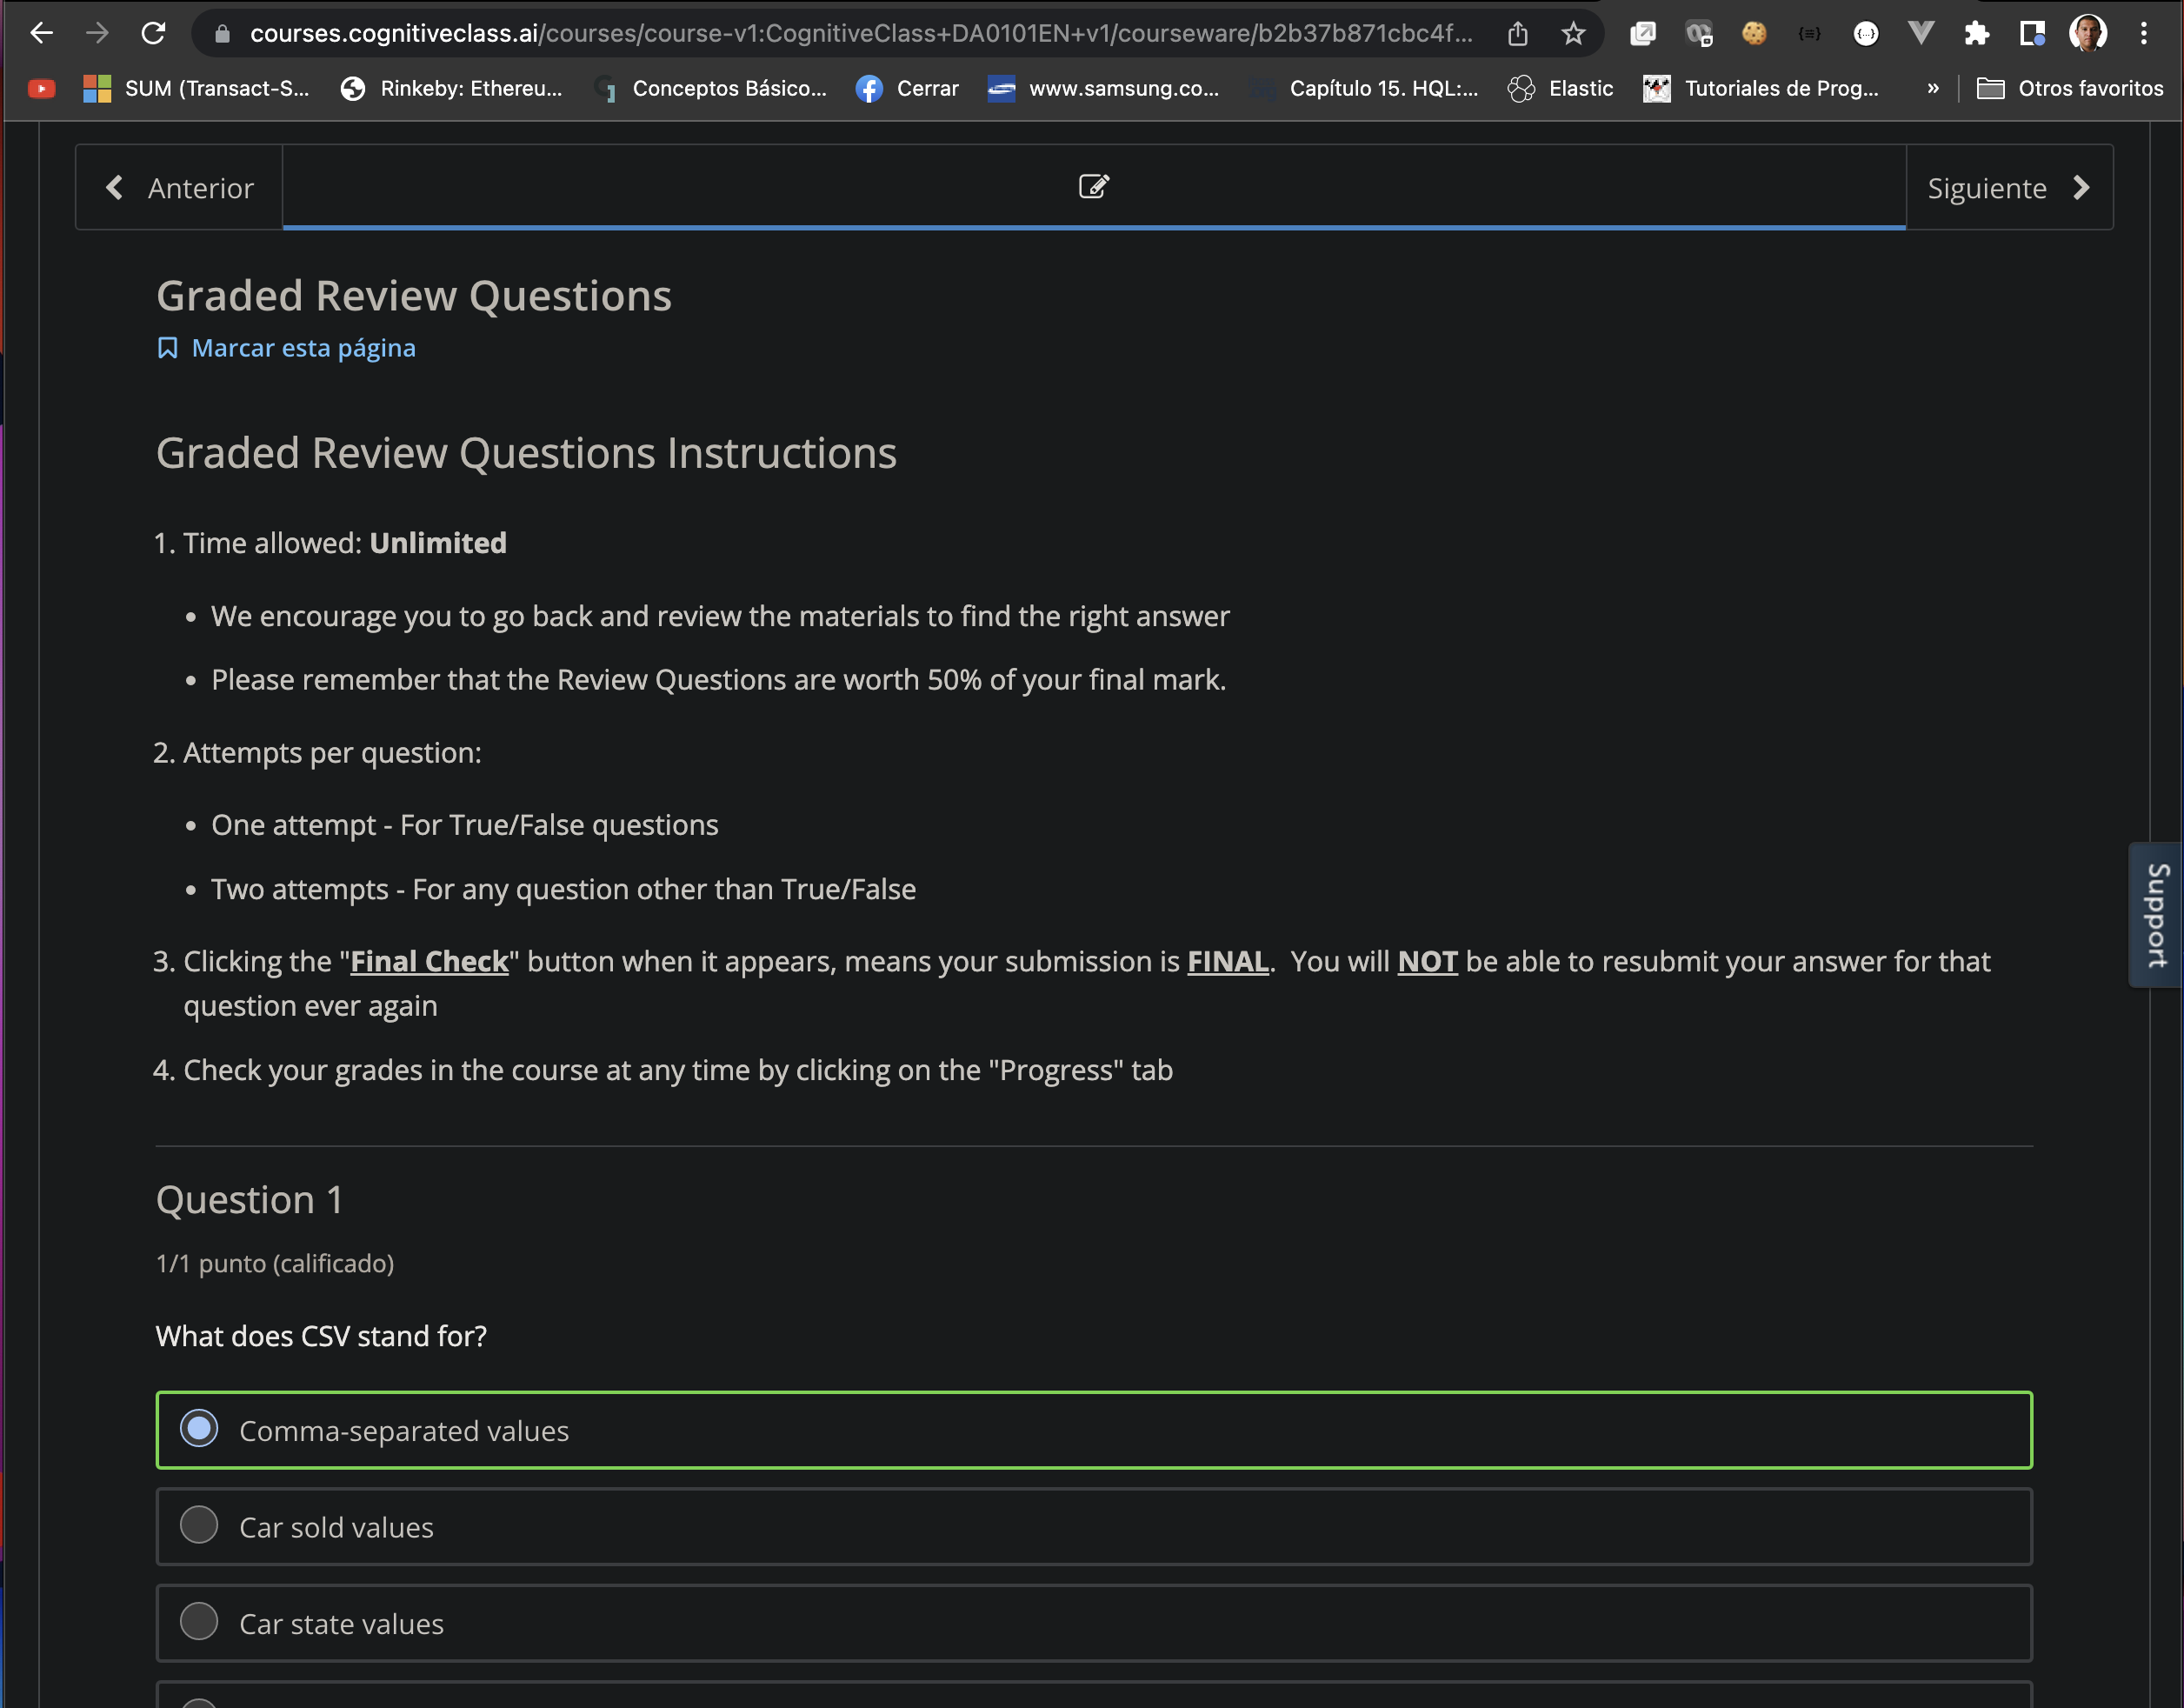 courses.cognitiveclass.ai/courses/course-v1:CognitiveClass+DA0101EN+v1/courseware/b2b37b871cbc4f...
SUM (Transact-S...
Rinkeby: Ethereu...
Conceptos Básico...
Cerrar
www.samsung.co...
Capítulo 15. HQL:...
Elastic
Tutoriales de Prog...
»
Otros favoritos
Anterior
Siguiente
Graded Review Questions
Marcar esta página
Graded Review Questions Instructions
1. Time allowed: Unlimited
• We encourage you to go back and review the materials to find the right answer
• Please remember that the Review Questions are worth 50% of your final mark.
2. Attempts per question:
• One attempt - For True/False questions
• Two attempts - For any question other than True/False
3. Clicking the "Final Check" button when it appears, means your submission is FINAL.  You will NOT be able to resubmit your answer for that
question ever again
4. Check your grades in the course at any time by clicking on the "Progress" tab
Support
Question 1
1/1 punto (calificado)
What does CSV stand for?
Comma-separated values
Car sold values
Car state values